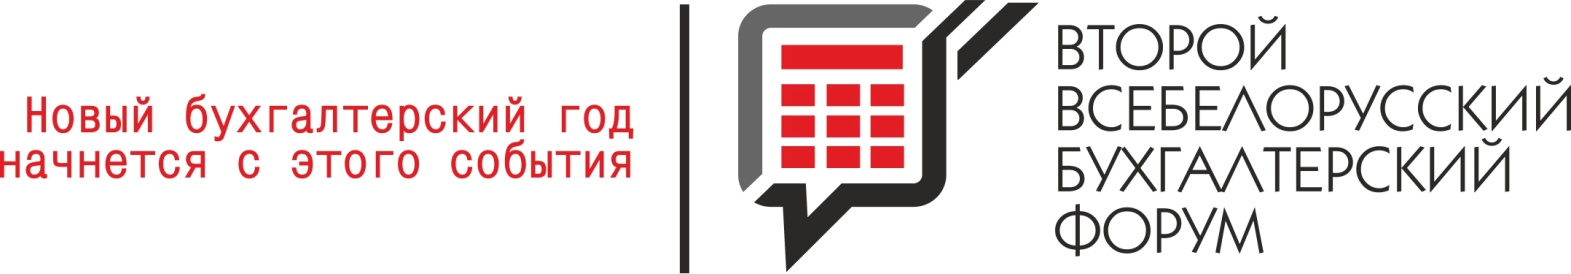 Новый бухгалтерский год
начнется с этого события
ВТОРОЙ
ВСЕБЕЛОРУССКИЙ
БУХГАЛТЕРСКИЙ
ФОРУМ